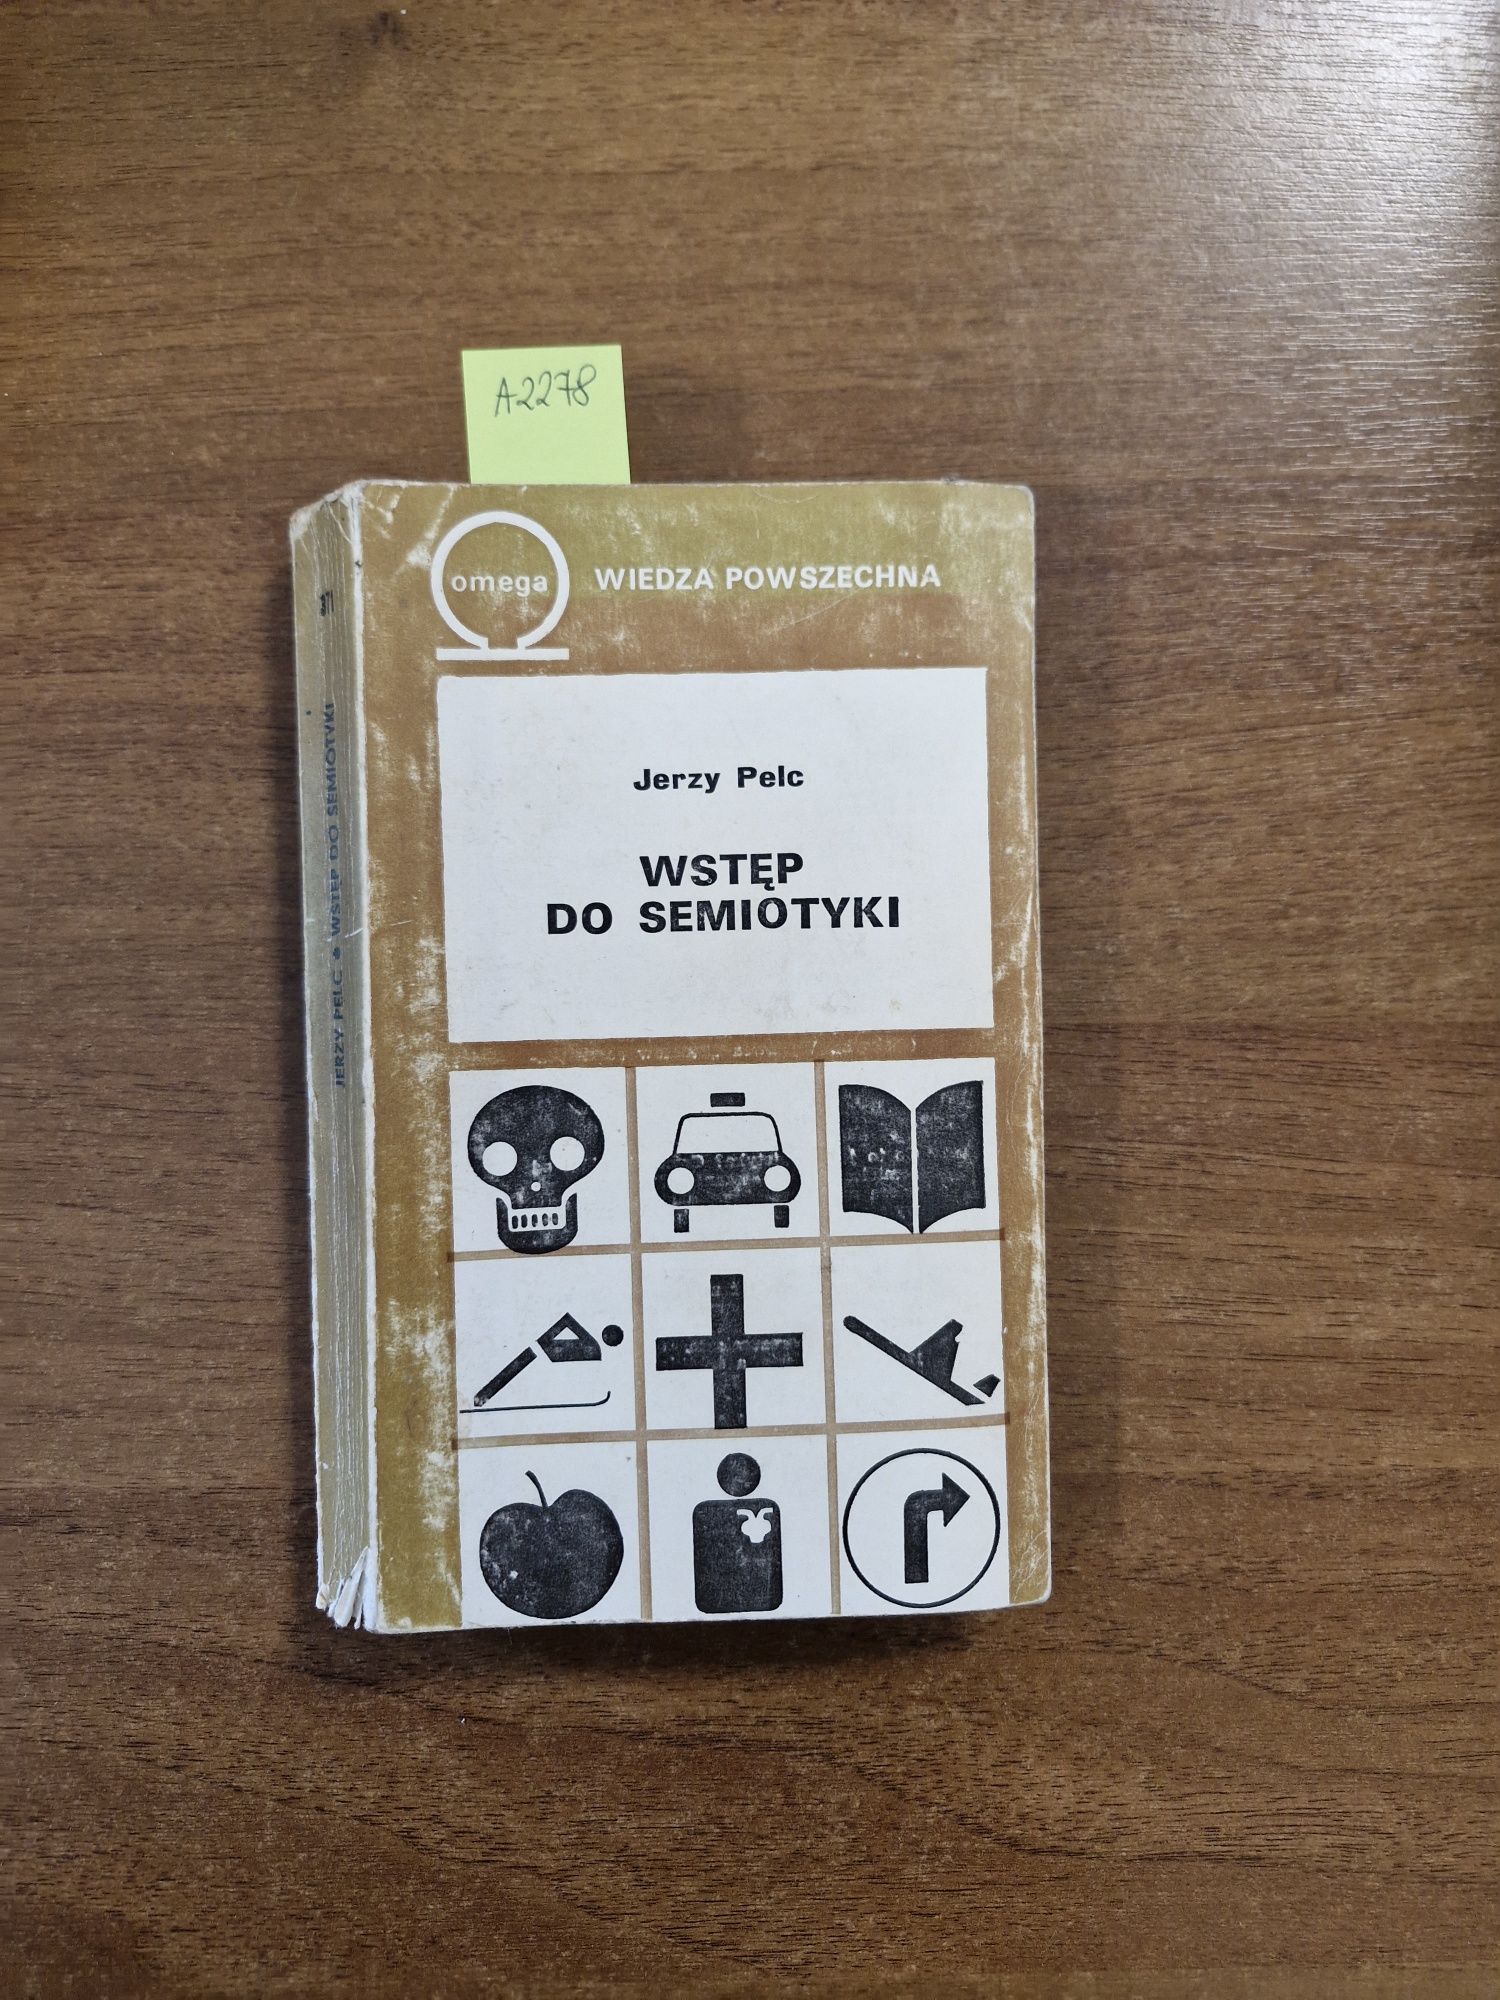 A2278
omega
WIEDZA POWSZECHNA
Jerzy Pelc
WSTĘP
DO SEMIOTYKI
JERZY PELC • WSTĘP DO SEMIOTYKI